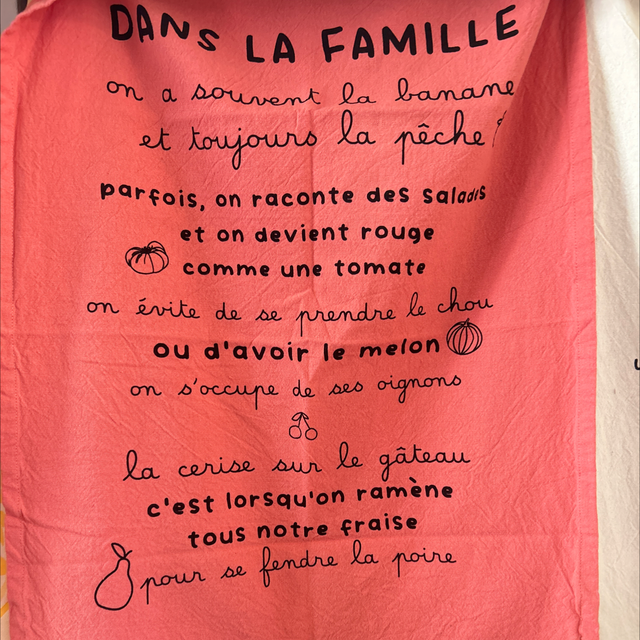 DANS LA FAMILLE
on a souvent la banane
et toujours la pêche
parfois, on raconte des salades
et on devient rouge
comme une tomate
on évite de se prendre le chou
ou d'avoir le melon
on s'occupe de ses oignons
la cerise sur le gâteau
c'est lorsqu'on ramène
tous notre fraise
pour se fendre la poire